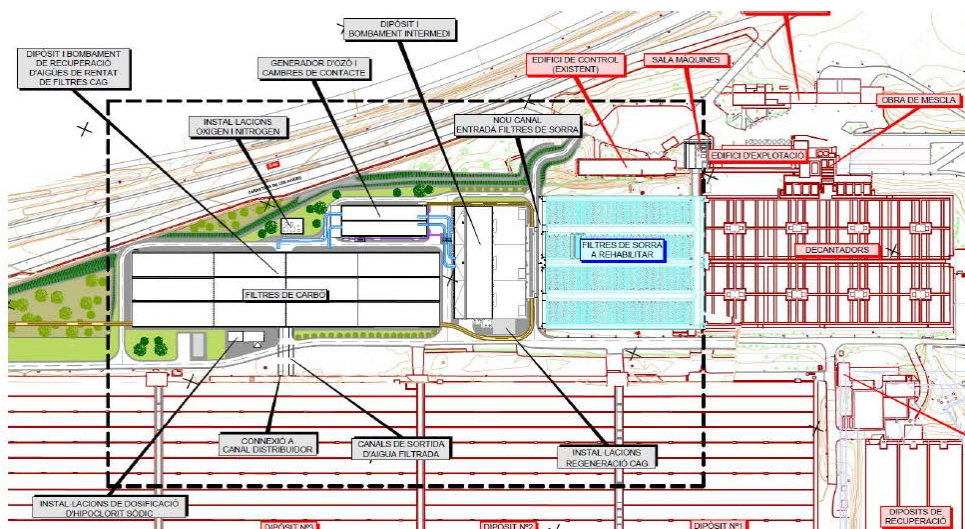 DIPÒSIT I
BOMBAMENT INTERMEDI
DIPÒSIT I BOMBAMENT
DE RECUPERACIÓ
D'AIGÜES DE RENTAT
DE FILTRES CAG
GENERADOR D'OZÓ I
CAMBRES DE CONTACTE
EDIFICI DE CONTROL
(EXISTENT)
SALA MAQUINES
OBRA DE MESCLA
INSTAL·LACIONS
OXIGEN I NITROGEN
NOU CANAL
ENTRADA FILTRES DE SORRA
EDIFICI D'EXPLOTACIÓ
FILTRES DE SORRA
A REHABILITAR
DECANTADORS
FILTRES DE CARBÓ
CONNEXIÓ A
CANAL DISTRIBUIDOR
CANALS DE SORTIDA
D'AIGUA FILTRADA
INSTAL·LACIONS
REGENERACIÓ CAG
INSTAL·LACIONS DE DOSIFICACIÓ
D'HIPOCLORIT SÒDIC
DIPÒSIT Nº3
DIPÒSIT Nº2
DIPÒSIT Nº1
DIPÒSITS DE
RECUPERACIÓ